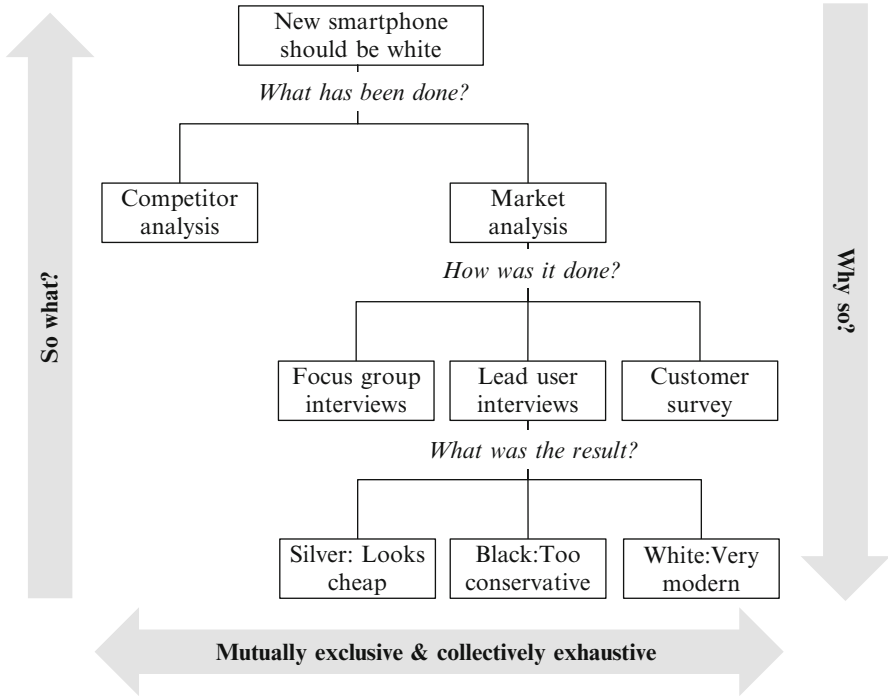 New smartphone
should be white
What has been done?
Competitor
analysis
Market
analysis
How was it done?
Focus group
interviews
Lead user
interviews
Customer
survey
What was the result?
Silver: Looks
cheap
Black:Too
conservative
White:Very
modern
So what?
Why so?
Mutually exclusive & collectively exhaustive